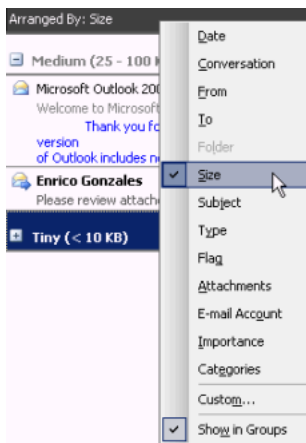 Arranged By: Size
Medium (25 - 100
Microsoft Outlook 200
Welcome to Microsoft
Thank you fo
version
of Outlook includes
Enrico Gonzales
Please review attach
Tiny (< 10 KB)
Date
Conversation
From
To
Folder
Size
Subject
Type
Flag
Attachments
E-mail Account
Importance
Categories
Custom...
Show in Groups